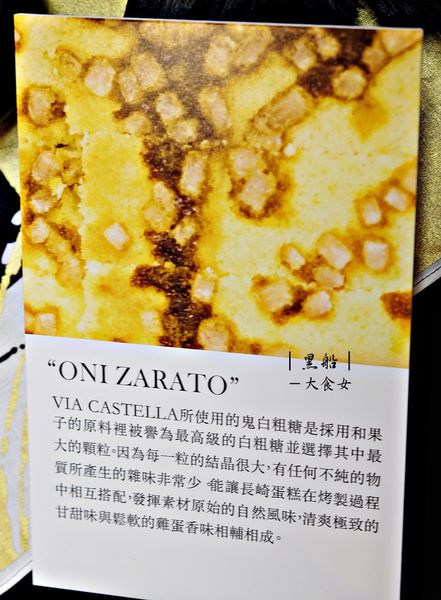 黑船
一大食女
“ONI ZARATO”
VIA CASTELLA所使用的鬼白粗糖是採用和果
子的原料裡被譽為最高級的白粗糖並選擇其中最
大的顆粒。因為每一粒的結晶很大,有任何不純的物
質所產生的雜味非常少。能讓長崎蛋糕在烤製過程
中相互搭配,發揮素材原始的自然風味,清爽極致的
甘甜味與鬆軟的雞蛋香味相輔相成。